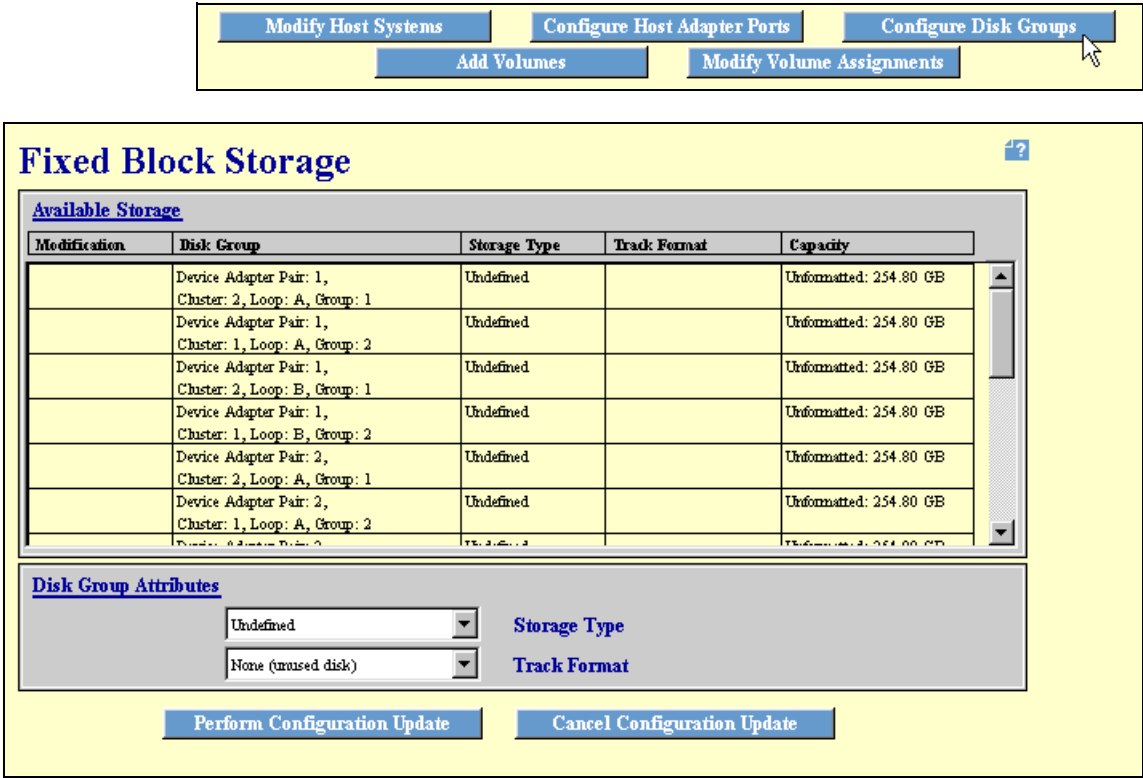 Modify Host Systems
Configure Host Adapter Ports
Configure Disk Groups
Add Volumes
Modify Volume Assignments
Fixed Block Storage
?
Available Storage
Modification Disk Group Storage Type Track Format Capacity
Device Adapter Pair: 1, Undefined Unformatted: 254.80 GB
Cluster: 2, Loop: A, Group: 1
Device Adapter Pair: 1, Undefined Unformatted: 254.80 GB
Cluster: 1, Loop: A, Group: 2
Device Adapter Pair: 1, Undefined Unformatted: 254.80 GB
Cluster: 2, Loop: B, Group: 1
Device Adapter Pair: 1, Undefined Unformatted: 254.80 GB
Cluster: 1, Loop: B, Group: 2
Device Adapter Pair: 2, Undefined Unformatted: 254.80 GB
Cluster: 2, Loop: A, Group: 1
Device Adapter Pair: 2, Undefined Unformatted: 254.80 GB
Cluster: 1, Loop: A, Group: 2
Disk Group Attributes
Undefined Storage Type
None (unused disk) Track Format
Perform Configuration Update
Cancel Configuration Update